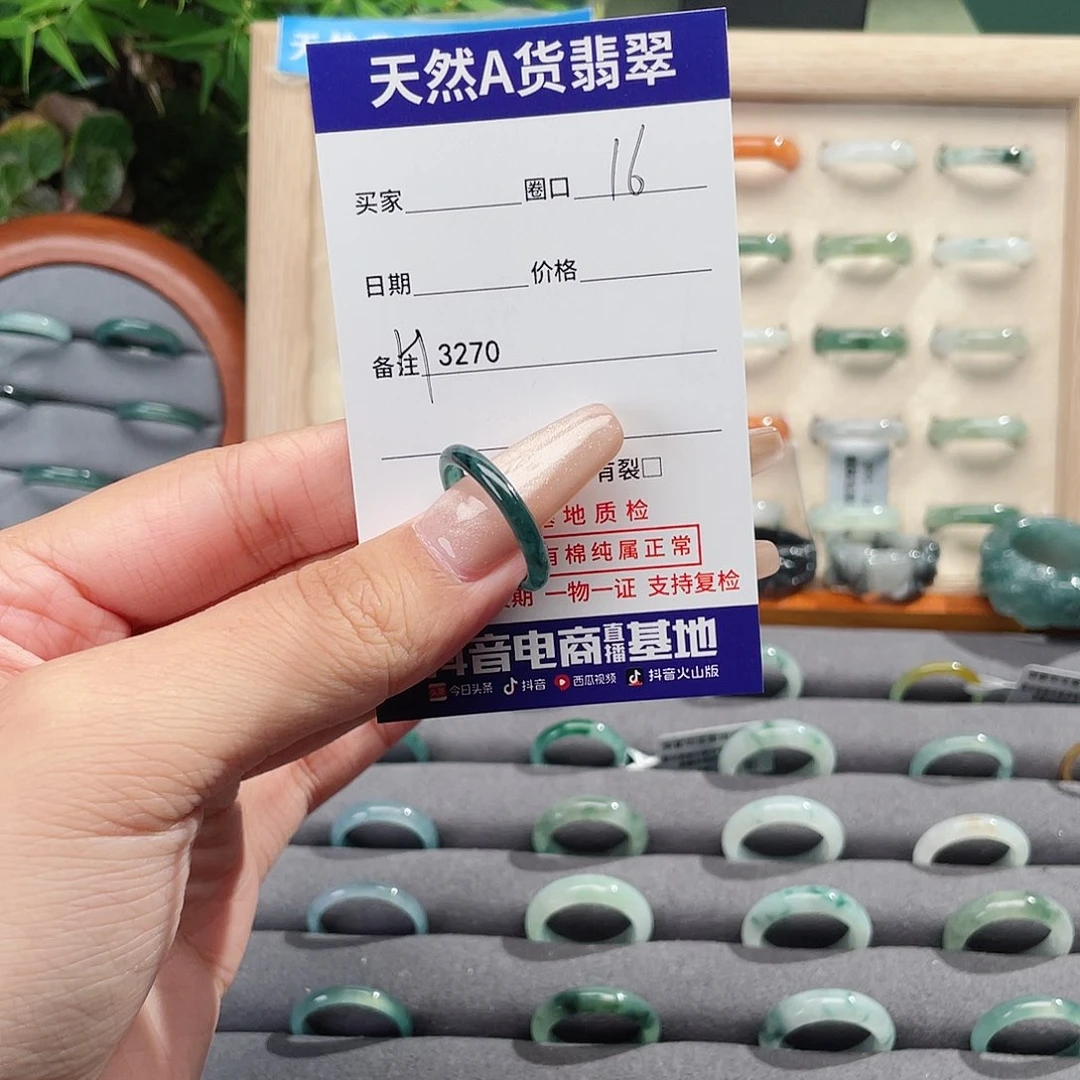 天然A货翡翠
买家 圈口 16
日期 价格
备注 3270
有裂□
地质检
有棉纯属正常
期 一物一证 支持复检
抖音电商直播基地
今日头条 抖音 西瓜视频 抖音火山版